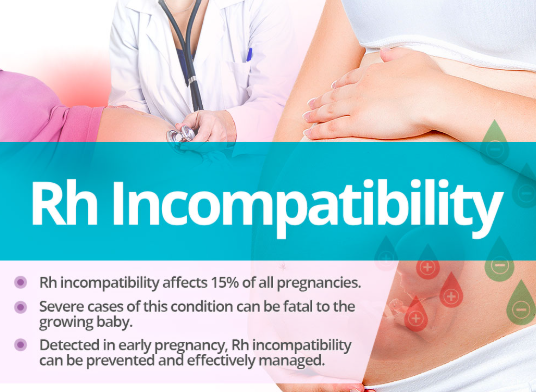 Rh Incompatibility
Rh incompatibility affects 15% of all pregnancies.
Severe cases of this condition can be fatal to the
growing baby.
Detected in early pregnancy, Rh incompatibility
can be prevented and effectively managed.